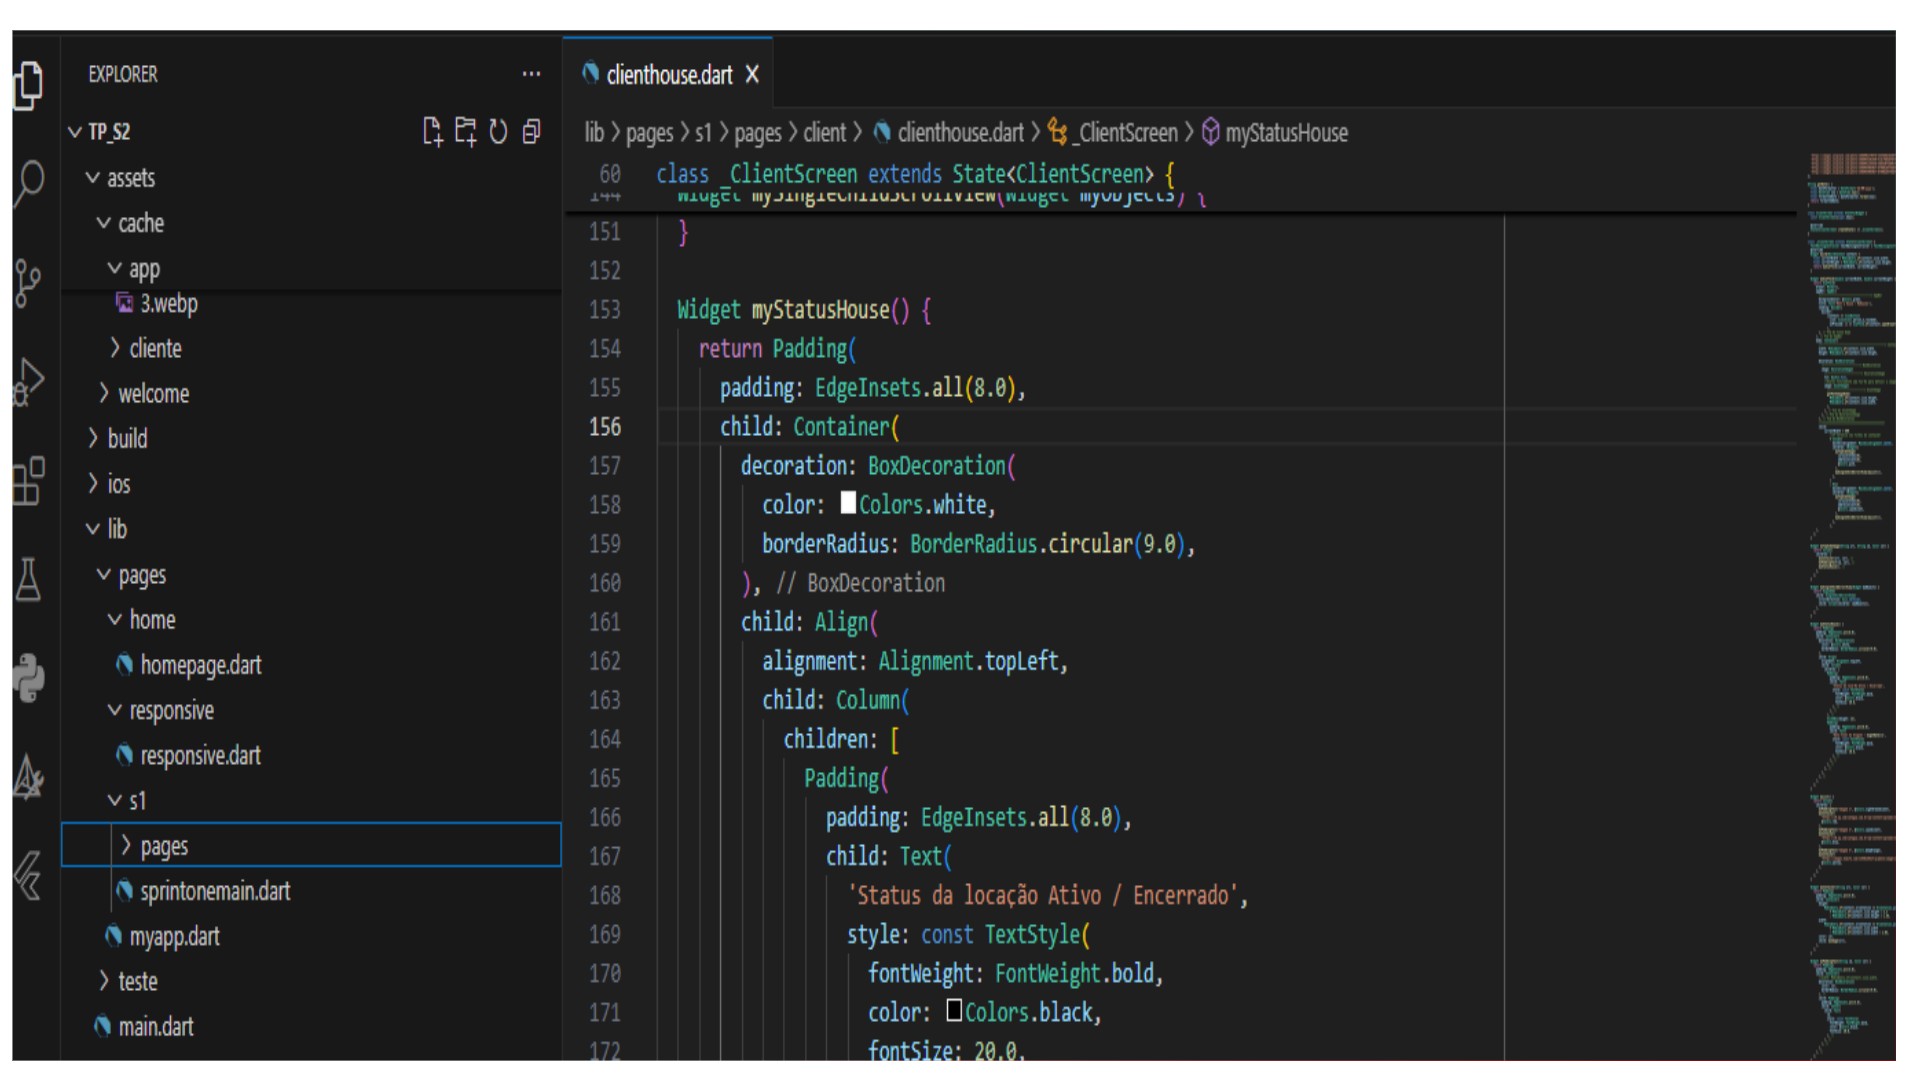 EXPLORER
TP_S2
assets
cache
app
3.webp
cliente
welcome
build
ios
lib
pages
home
homepage.dart
responsive
responsive.dart
s1
pages
sprintonemain.dart
myapp.dart
teste
main.dart
clienthouse.dart
lib > pages > s1 > pages > client > clienthouse.dart > _ClientScreen > myStatusHouse
60 class _ClientScreen extends State<ClientScreen> {
144 Widget mySingleChildScrollView(Widget myObjects) {
151 }
152
153 Widget myStatusHouse() {
154 return Padding(
155 padding: EdgeInsets.all(8.0),
156 child: Container(
157 decoration: BoxDecoration(
158 color: Colors.white,
159 borderRadius: BorderRadius.circular(9.0),
160 ), // BoxDecoration
161 child: Align(
162 alignment: Alignment.topLeft,
163 child: Column(
164 children: [
165 Padding(
166 padding: EdgeInsets.all(8.0),
167 child: Text(
168 'Status da locação Ativo / Encerrado',
169 style: const TextStyle(
170 fontWeight: FontWeight.bold,
171 color: Colors.black,
172 fontSize: 20.0,